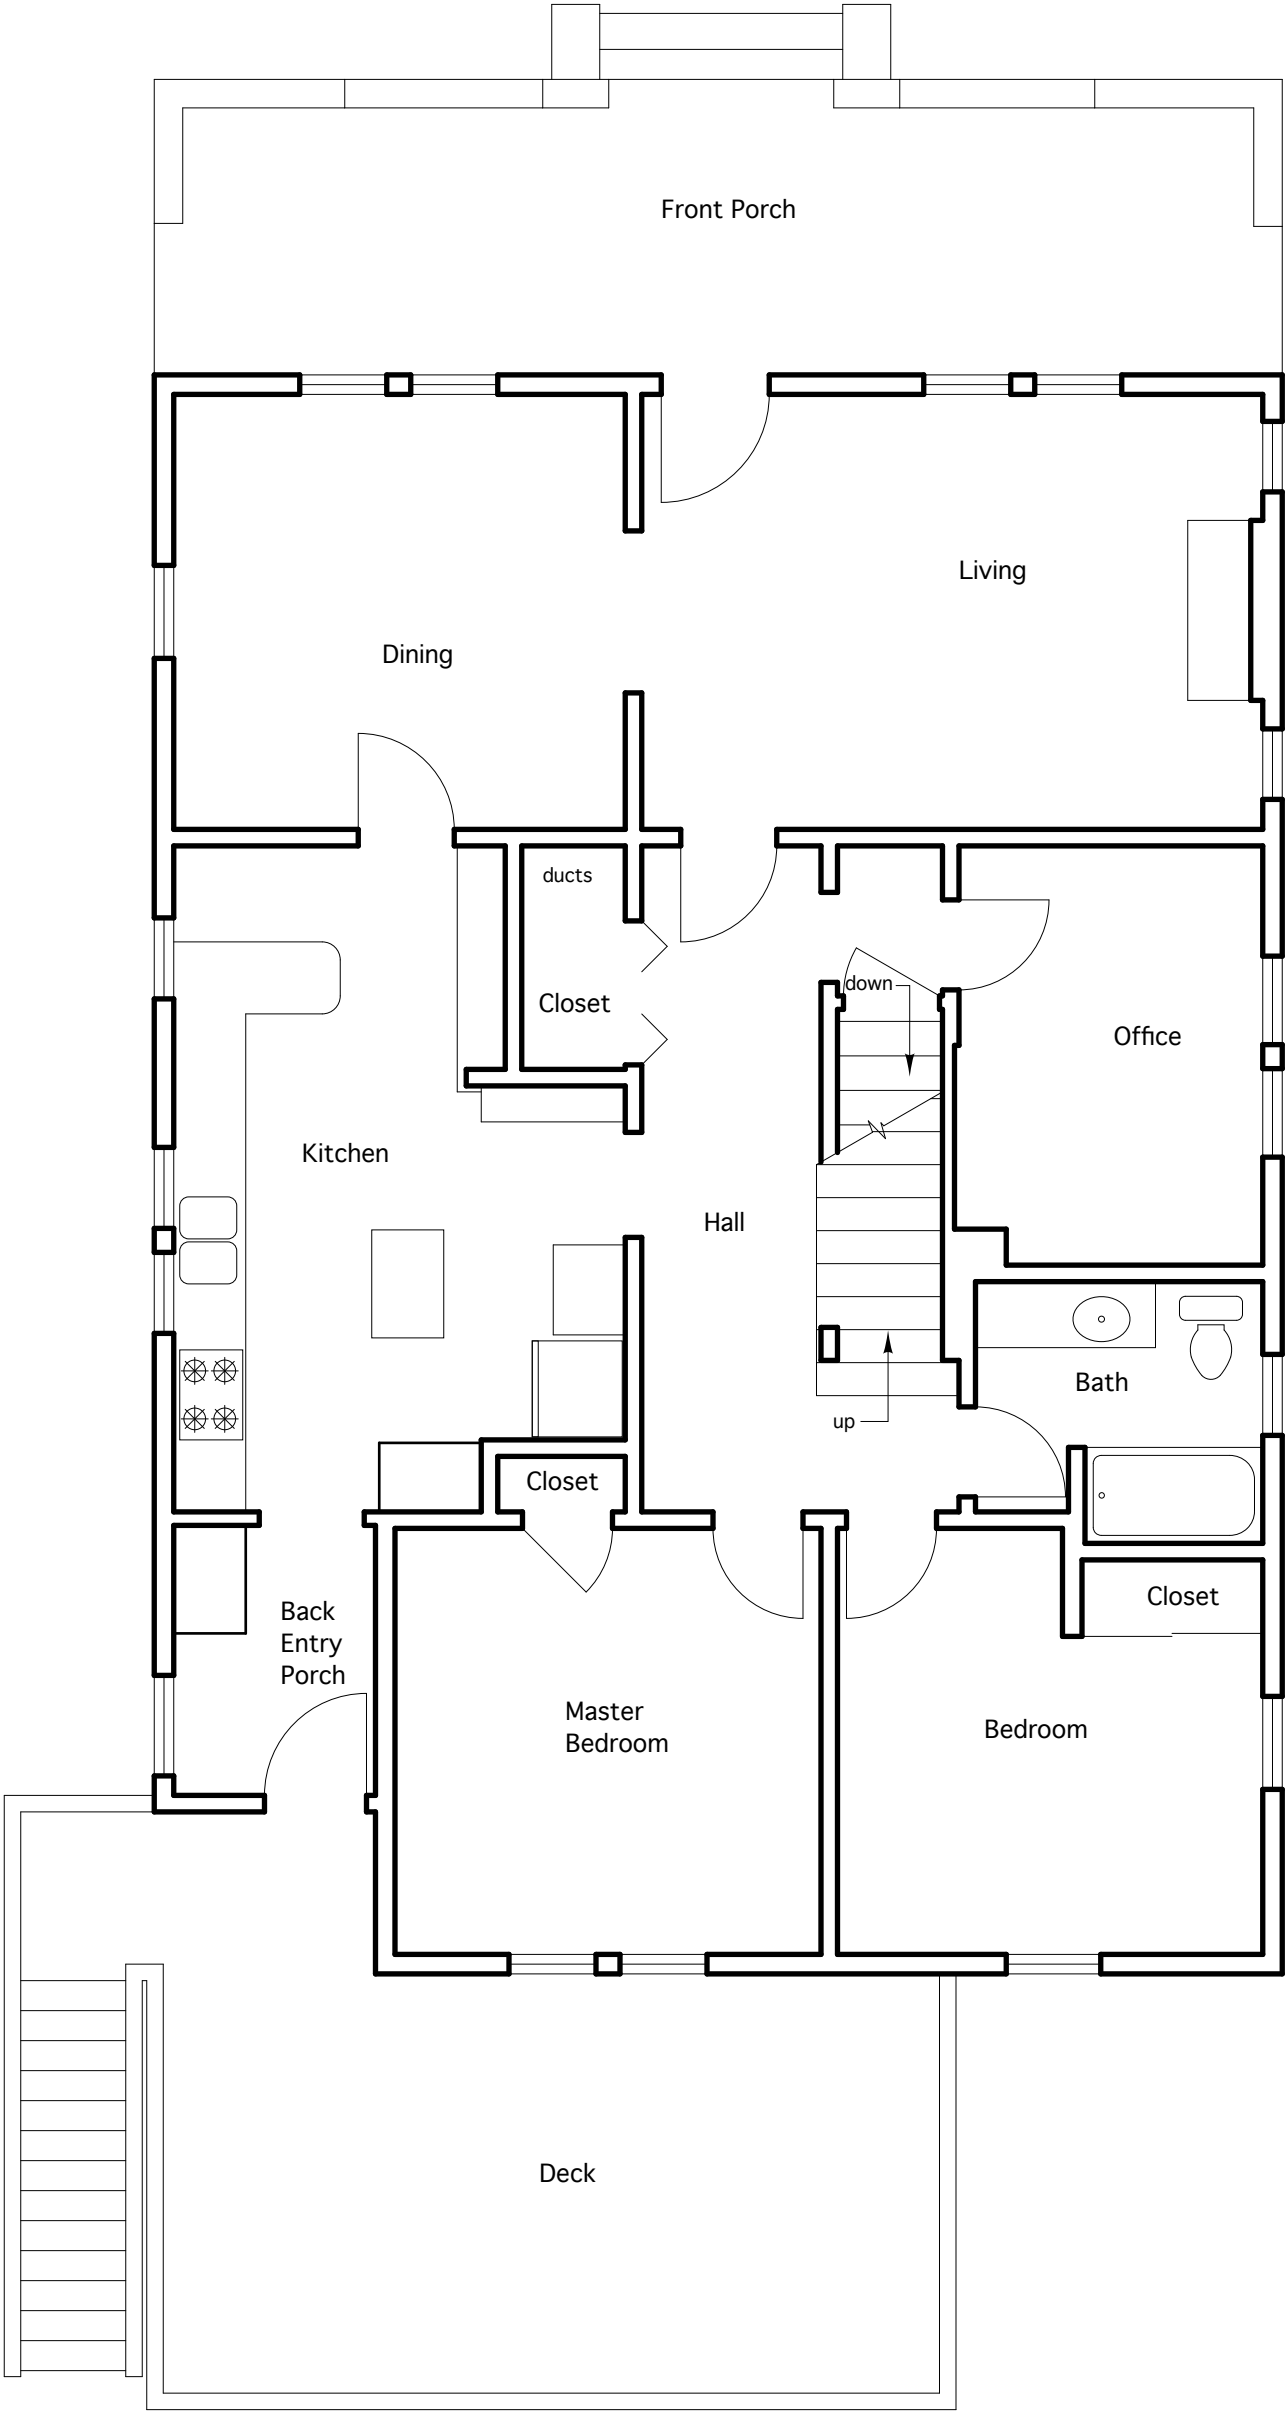 Front Porch
Living
Dining
ducts
down
Closet
Office
Kitchen
Hall
Bath
up
Closet
Closet
Back
Entry
Porch
Master
Bedroom
Bedroom
Deck